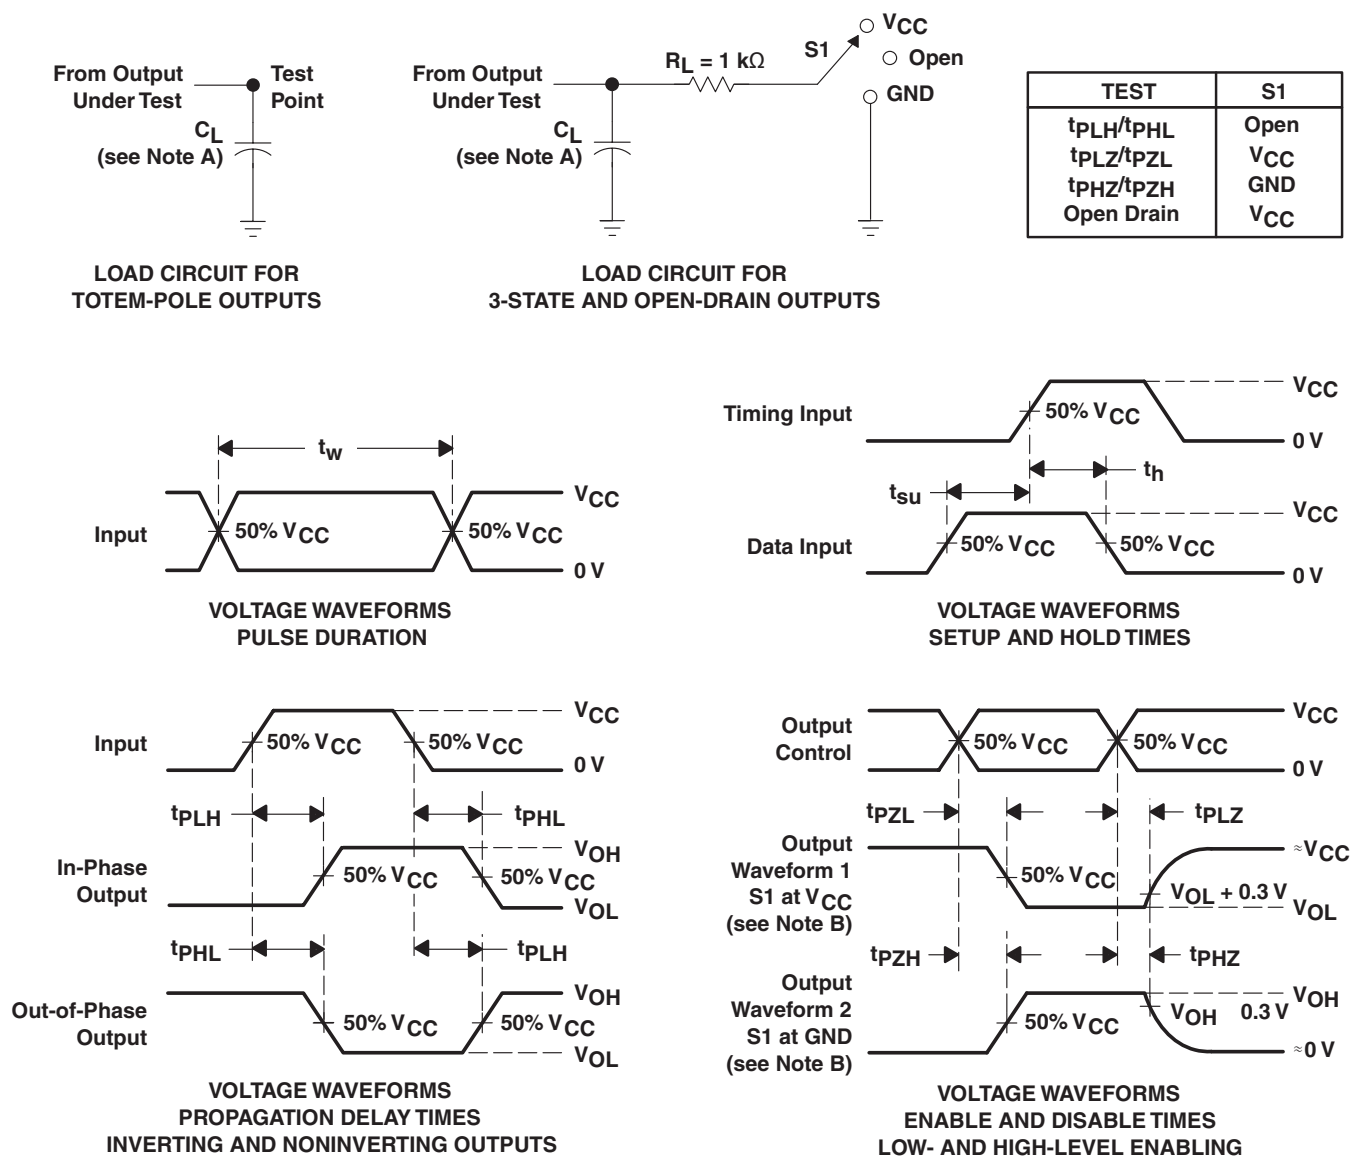 From Output
Under Test
Test
Point
CL
(see Note A)
LOAD CIRCUIT FOR
TOTEM-POLE OUTPUTS
From Output
Under Test
RL = 1 kΩ
S1
VCC
Open
GND
CL
(see Note A)
LOAD CIRCUIT FOR
3-STATE AND OPEN-DRAIN OUTPUTS
TEST S1
tPLH/tPHL Open
tPLZ/tPZL VCC
tPHZ/tPZH GND
Open Drain VCC
tw
Input
50% VCC
50% VCC
VCC
0 V
VOLTAGE WAVEFORMS
PULSE DURATION
Timing Input
50% VCC
VCC
0 V
tsu
th
Data Input
50% VCC
50% VCC
VCC
0 V
VOLTAGE WAVEFORMS
SETUP AND HOLD TIMES
Input
50% VCC
50% VCC
VCC
0 V
tPLH
tPHL
In-Phase
Output
50% VCC
50% VCC
VOH
VOL
tPHL
tPLH
Out-of-Phase
Output
50% VCC
50% VCC
VOH
VOL
VOLTAGE WAVEFORMS
PROPAGATION DELAY TIMES
INVERTING AND NONINVERTING OUTPUTS
Output
Control
50% VCC
50% VCC
VCC
0 V
tPZL
tPLZ
Output
Waveform 1
S1 at VCC
(see Note B)
50% VCC
VOL + 0.3 V
≈VCC
VOL
tPZH
tPHZ
Output
Waveform 2
S1 at GND
(see Note B)
50% VCC
VOH 0.3 V
VOH
≈0 V
VOLTAGE WAVEFORMS
ENABLE AND DISABLE TIMES
LOW- AND HIGH-LEVEL ENABLING